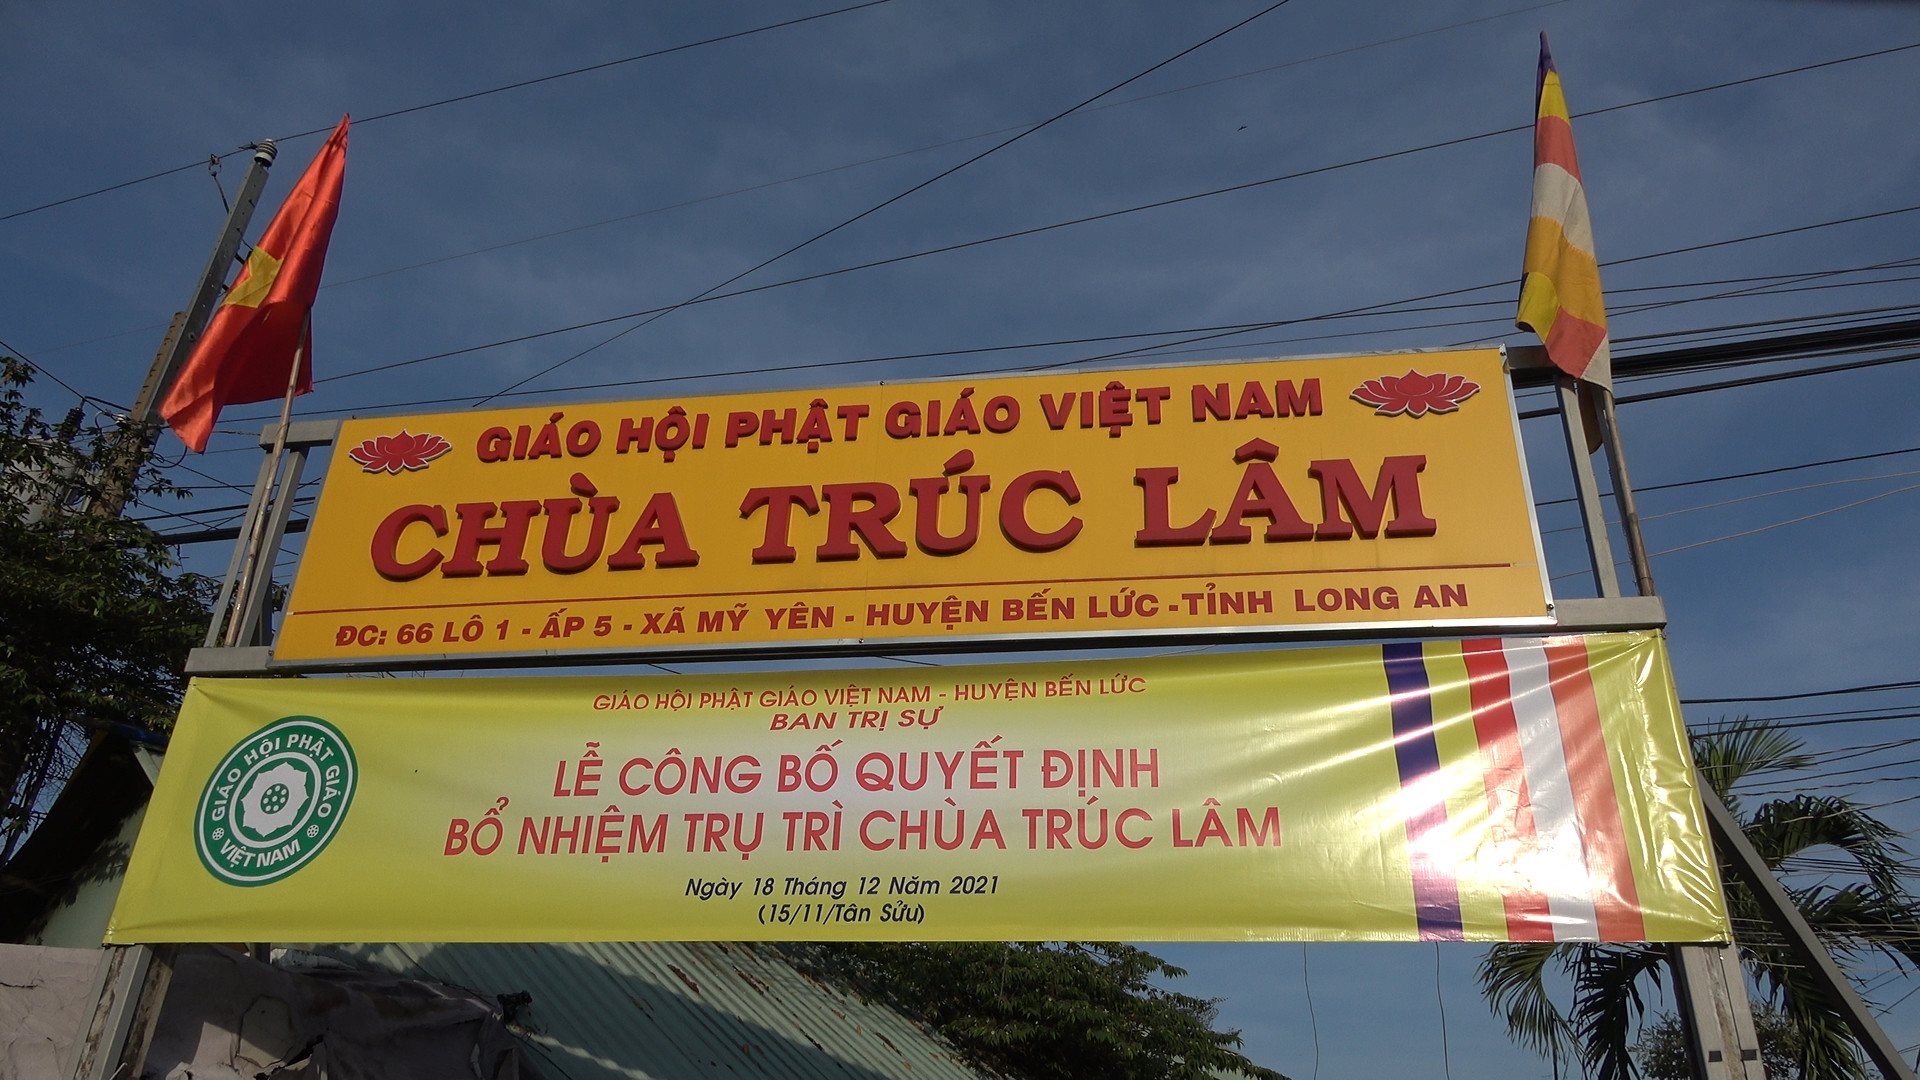 GIÁO HỘI PHẬT GIÁO VIỆT NAM
CHÙA TRÚC LÂM
ĐC: 66 LÔ 1 - ẤP 5 - XÃ MỸ YÊN - HUYỆN BẾN LỨC -TỈNH LONG AN
GIÁO HỘI PHẬT GIÁO VIỆT NAM - HUYỆN BẾN LỨC
BAN TRỊ SỰ
LỄ CÔNG BỐ QUYẾT ĐỊNH
BỔ NHIỆM TRỤ TRÌ CHÙA TRÚC LÂM
Ngày 18 Tháng 12 Năm 2021
(15/11/Tân Sửu)
GIÁO HỘI PHẬT GIÁO
VIỆT NAM